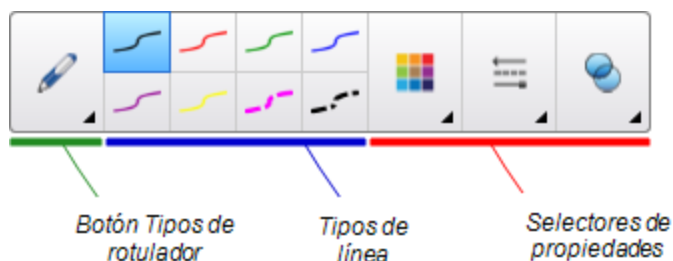 Botón Tipos de
rotulador
Tipos de
línea
Selectores de
propiedades